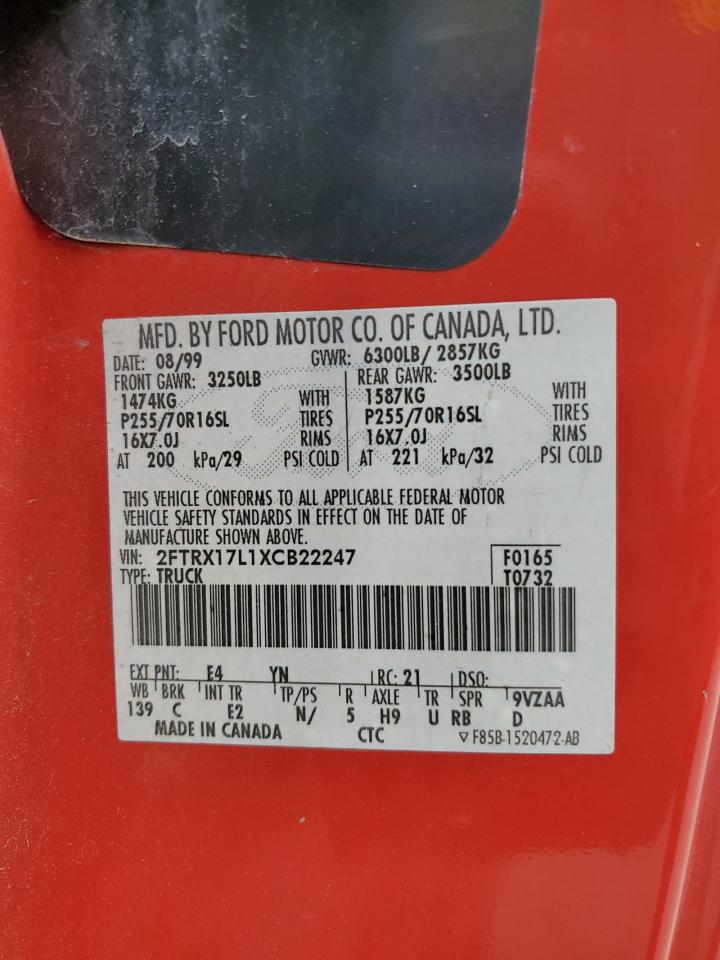 MFD. BY FORD MOTOR CO. OF CANADA, LTD.
DATE: 08/99 GVWR: 6300LB/ 2857KG
FRONT GAWR: 3250LB REAR GAWR: 3500LB
1474KG WITH 1587KG WITH
P255/70R16SL TIRES P255/70R16SL TIRES
16X7.0J RIMS 16X7.0J RIMS
AT 200 kPa/29 PSI COLD AT 221 kPa/32 PSI COLD
THIS VEHICLE CONFORMS TO ALL APPLICABLE FEDERAL MOTOR
VEHICLE SAFETY STANDARDS IN EFFECT ON THE DATE OF
MANUFACTURE SHOWN ABOVE.
VIN: 2FTRX17L1XCB22247 F0165
TYPE: TRUCK T0732
EXT PNT: E4 YN RC: 21 DSO:
WB BRK INT TR TP/PS R AXLE TR SPR 9VZAA
139 C E2 N/ 5 H9 U RB D
MADE IN CANADA CTC ▽ F85B-1520472-AB